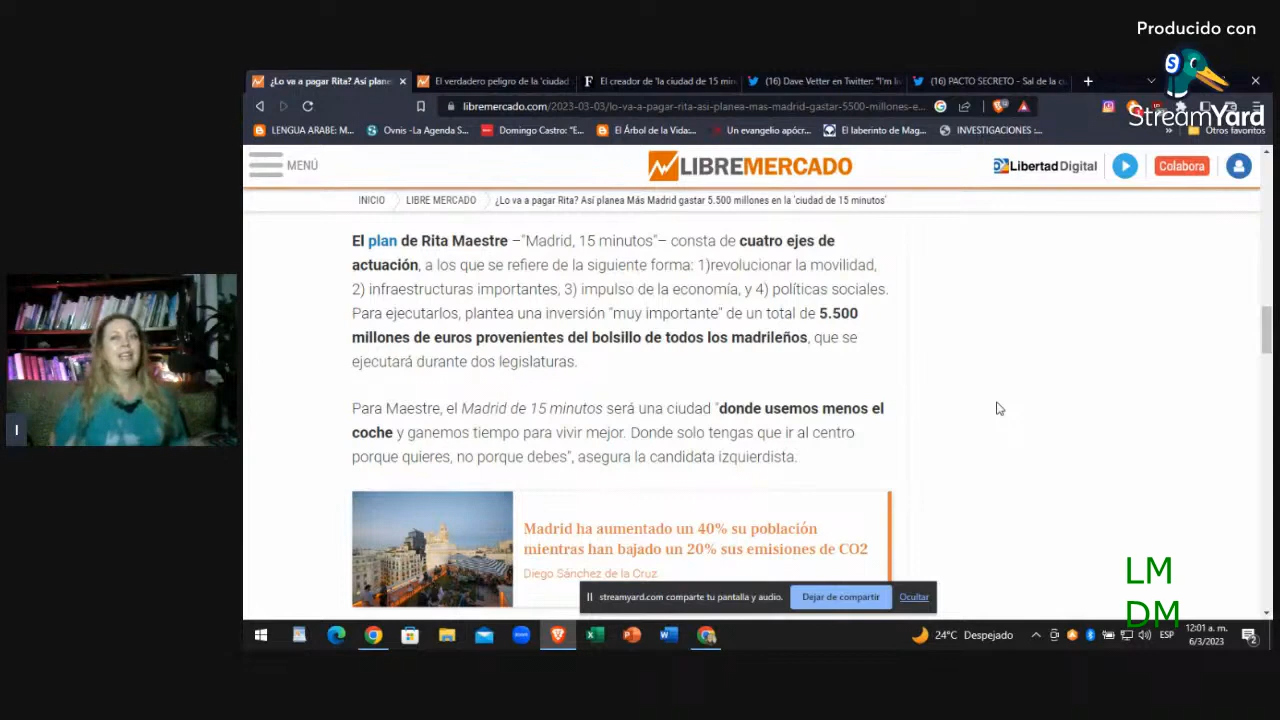 Producido con
StreamYard
¿Lo va a pagar Rita? Así plane
El verdadero peligro de la 'ciudad
El creador de 'la ciudad de 15 min
(16) Dave Vetter en Twitter: "I'm l
(16) PACTO SECRETO - Sal de la c
libremercado.com/2023-03-03/lo-va-a-pagar-rita-asi-planea-mas-madrid-gastar-5500-millones-e...
LENGUA ARABE: M...
Ovnis -La Agenda S...
Domingo Castro: "E...
El Árbol de la Vida:...
Un evangelio apócr...
El laberinto de Mag...
INVESTIGACIONES :...
Otros favoritos
MENÚ
LIBREMERCADO
Libertad Digital
Colabora
INICIO
LIBRE MERCADO
¿Lo va a pagar Rita? Así planea Más Madrid gastar 5.500 millones en la 'ciudad de 15 minutos'
El plan de Rita Maestre –"Madrid, 15 minutos"– consta de cuatro ejes de
actuación, a los que se refiere de la siguiente forma: 1)revolucionar la movilidad,
2) infraestructuras importantes, 3) impulso de la economía, y 4) políticas sociales.
Para ejecutarlos, plantea una inversión "muy importante" de un total de 5.500
millones de euros provenientes del bolsillo de todos los madrileños, que se
ejecutará durante dos legislaturas.
Para Maestre, el Madrid de 15 minutos será una ciudad "donde usemos menos el
coche y ganemos tiempo para vivir mejor. Donde solo tengas que ir al centro
porque quieres, no porque debes", asegura la candidata izquierdista.
Madrid ha aumentado un 40% su población
mientras han bajado un 20% sus emisiones de CO2
Diego Sánchez de la Cruz
streamyard.com comparte tu pantalla y audio.
Dejar de compartir
Ocultar
I
LM
DM
24°C Despejado
ESP
12:01 a. m.
6/3/2023
2